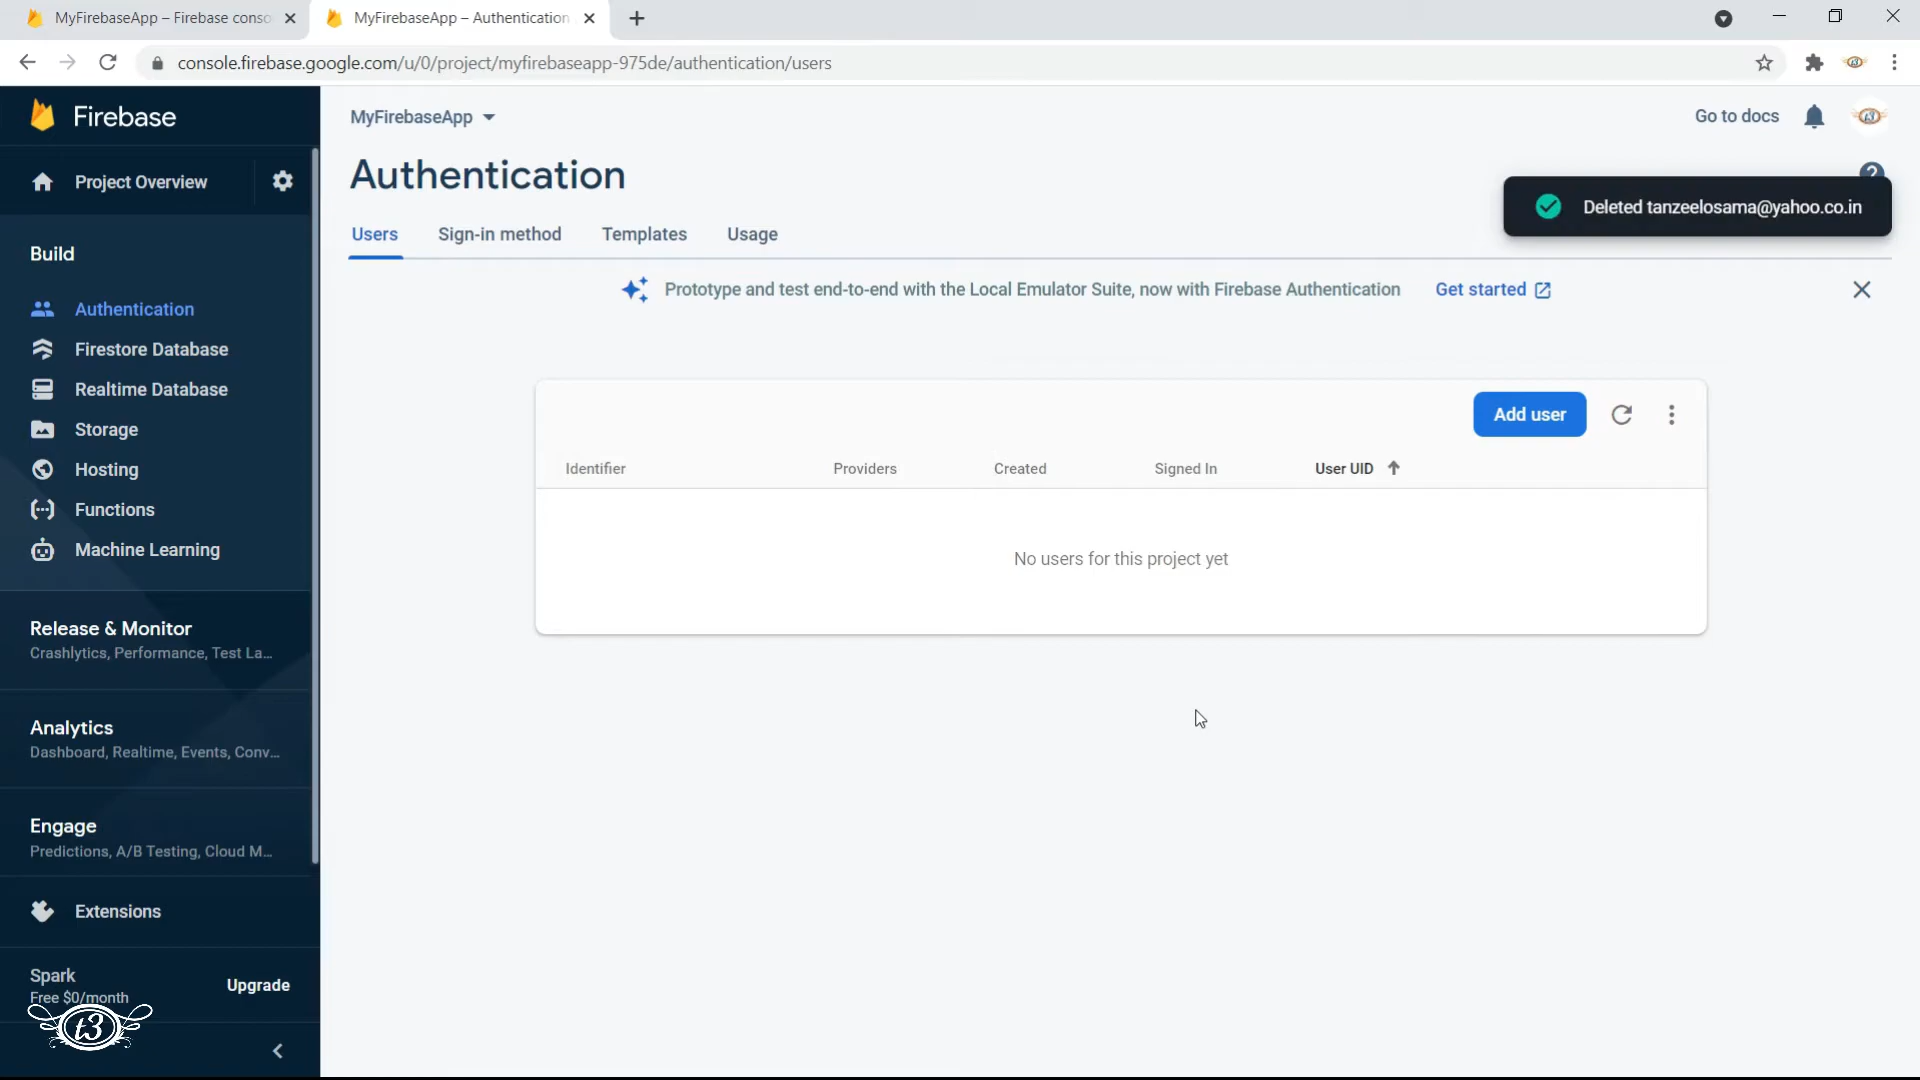 MyFirebaseApp – Firebase conso
MyFirebaseApp – Authentication
console.firebase.google.com/u/0/project/myfirebaseapp-975de/authentication/users
Firebase
Project Overview
Build
Authentication
Firestore Database
Realtime Database
Storage
Hosting
Functions
Machine Learning
Release & Monitor
Crashlytics, Performance, Test La...
Analytics
Dashboard, Realtime, Events, Conv...
Engage
Predictions, A/B Testing, Cloud M...
Extensions
Spark
Free $0/month
Upgrade
t3
MyFirebaseApp
Go to docs
Authentication
?
Deleted tanzeelosama@yahoo.co.in
Users
Sign-in method
Templates
Usage
Prototype and test end-to-end with the Local Emulator Suite, now with Firebase Authentication
Get started
Add user
Identifier
Providers
Created
Signed In
User UID
No users for this project yet